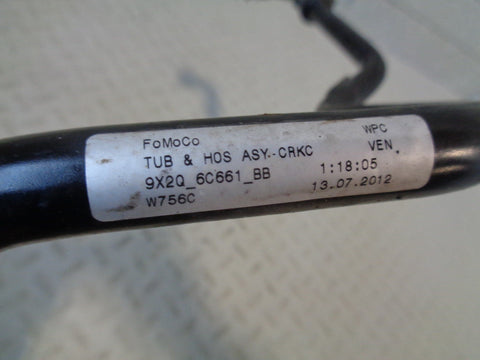 FoMoCo WPC
TUB & HOS ASY.-CRKC VEN.
9X2Q_6C661_BB 1:18:05
W756C 13.07.2012